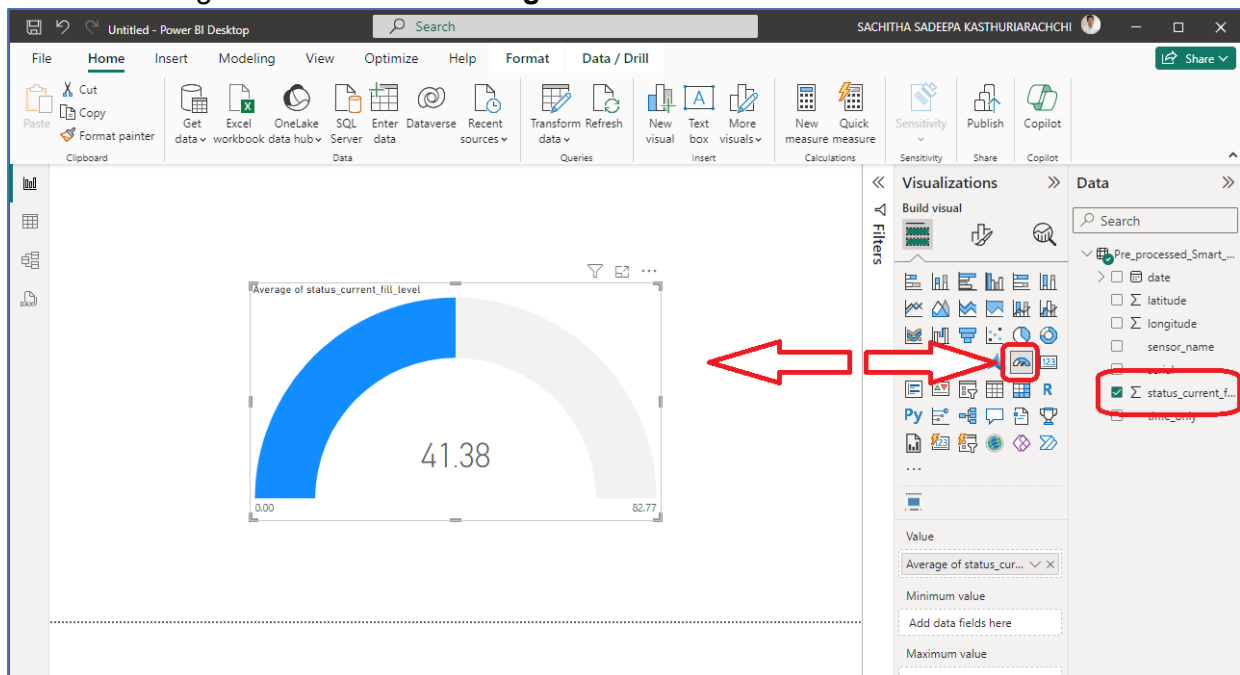 Untitled - Power BI Desktop
Search
SACHITHA SADEEPA KASTHURIARACHCHI
File Home Insert Modeling View Optimize Help Format Data / Drill
Share
Paste
Cut
Copy
Format painter
Get data
Excel workbook
OneLake data hub
SQL Server
Enter data
Dataverse
Recent sources
Transform data
Refresh
New visual
Text box
More visuals
New measure
Quick measure
Sensitivity
Publish
Copilot
Clipboard Data Queries Insert Calculations Sensitivity Share Copilot
Filters
Visualizations
Build visual
123
R
Py
123
Value
Average of status_cur...
Minimum value
Add data fields here
Maximum value
Data
Search
Pre_processed_Smart_...
date
Σ latitude
Σ longitude
sensor_name
Σ status_current_f...
time_only
Average of status_current_fill_level
41.38
0.00
82.77